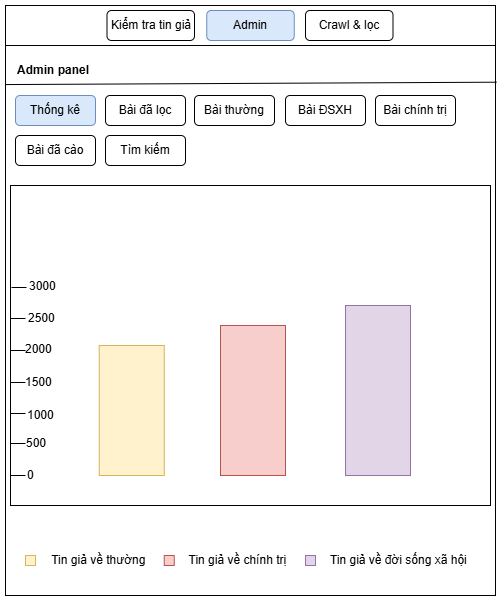 Kiểm tra tin giả Admin Crawl & lọc
Admin panel
Thống kê Bài đã lọc Bài thường Bài ĐSXH Bài chính trị
Bài đã cào Tìm kiếm
3000
2500
2000
1500
1000
500
0
Tin giả về thường Tin giả về chính trị Tin giả về đời sống xã hội